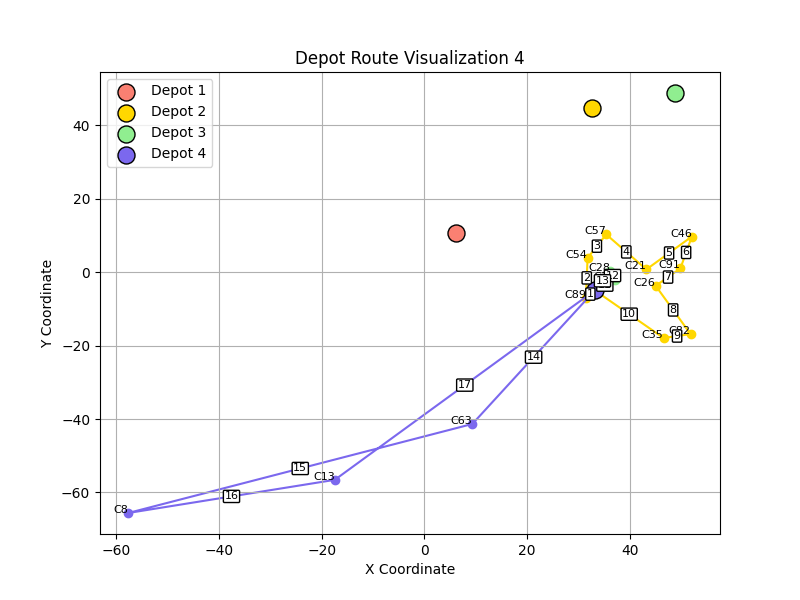 Depot Route Visualization 4
Depot 1
Depot 2
Depot 3
Depot 4
Y Coordinate
40
20
0
−20
−40
−60
−60
−40
−20
0
20
40
X Coordinate
C57
C46
3
4
5
6
C54
C28
C21
C91
2
12
13
7
C26
C89
1
8
10
C35
9
C82
14
17
C63
15
C13
16
C8